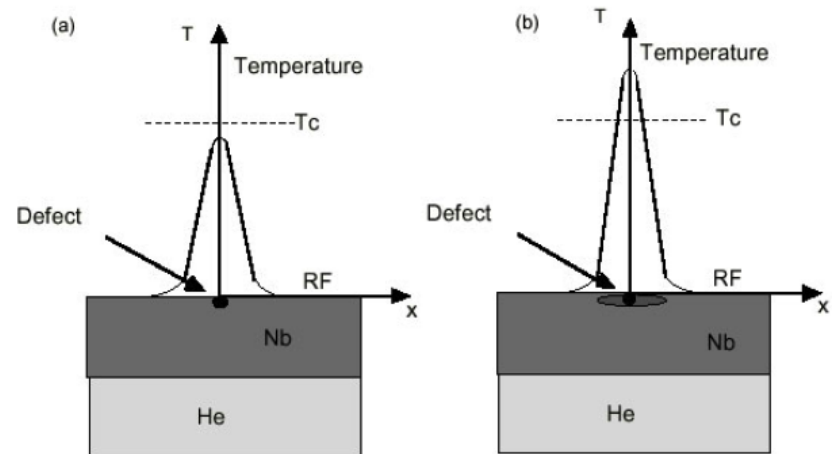 (a)
T
Temperature
Tc
Defect
RF
x
Nb
He
(b)
T
Temperature
Tc
Defect
RF
x
Nb
He